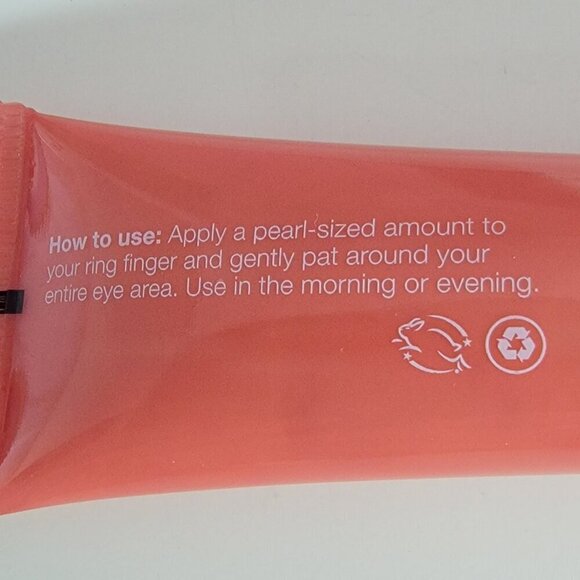 How to use: Apply a pearl-sized amount to
your ring finger and gently pat around your
entire eye area. Use in the morning or evening.